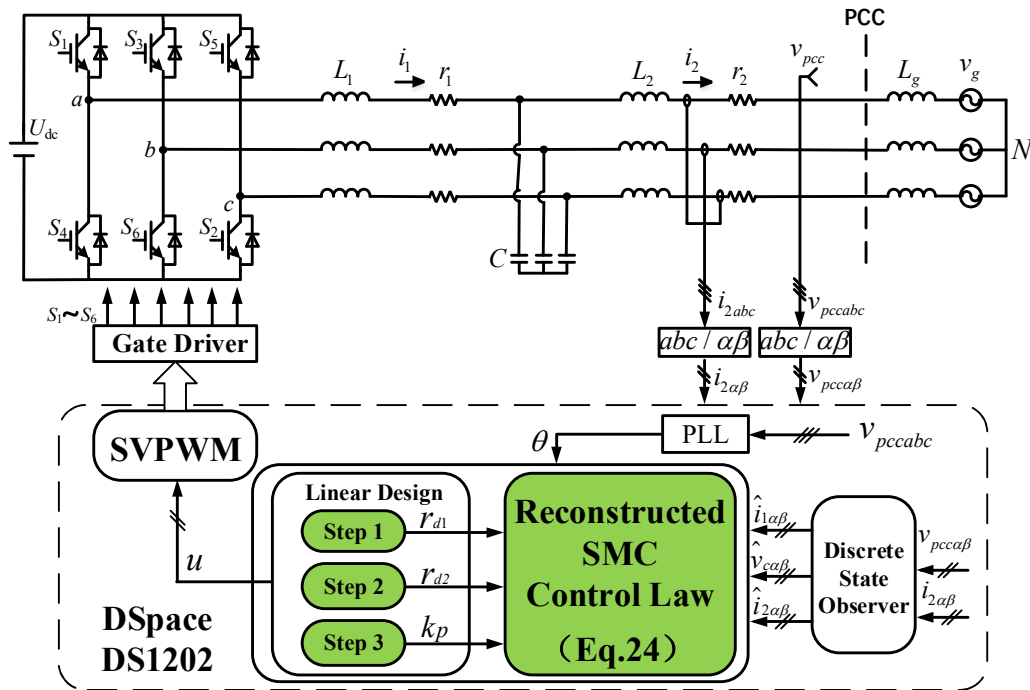 S1 S3 S5
PCC
L1 i1 r1 L2 i2 r2 vpcc Lg vg
a
Udc
b
N
c
S4 S6 S2
C
S1~S6
i2abc vpccabc
Gate Driver
abc / αβ abc / αβ
i2αβ vpccαβ
SVPWM
θ PLL vpccabc
Linear Design
Step 1 rd1
Step 2 rd2
Step 3 kp
u
Reconstructed
SMC
Control Law
(Eq.24)
î1αβ
v̂cαβ
î2αβ
Discrete
State
Observer
vpccαβ
i2αβ
DSpace
DS1202